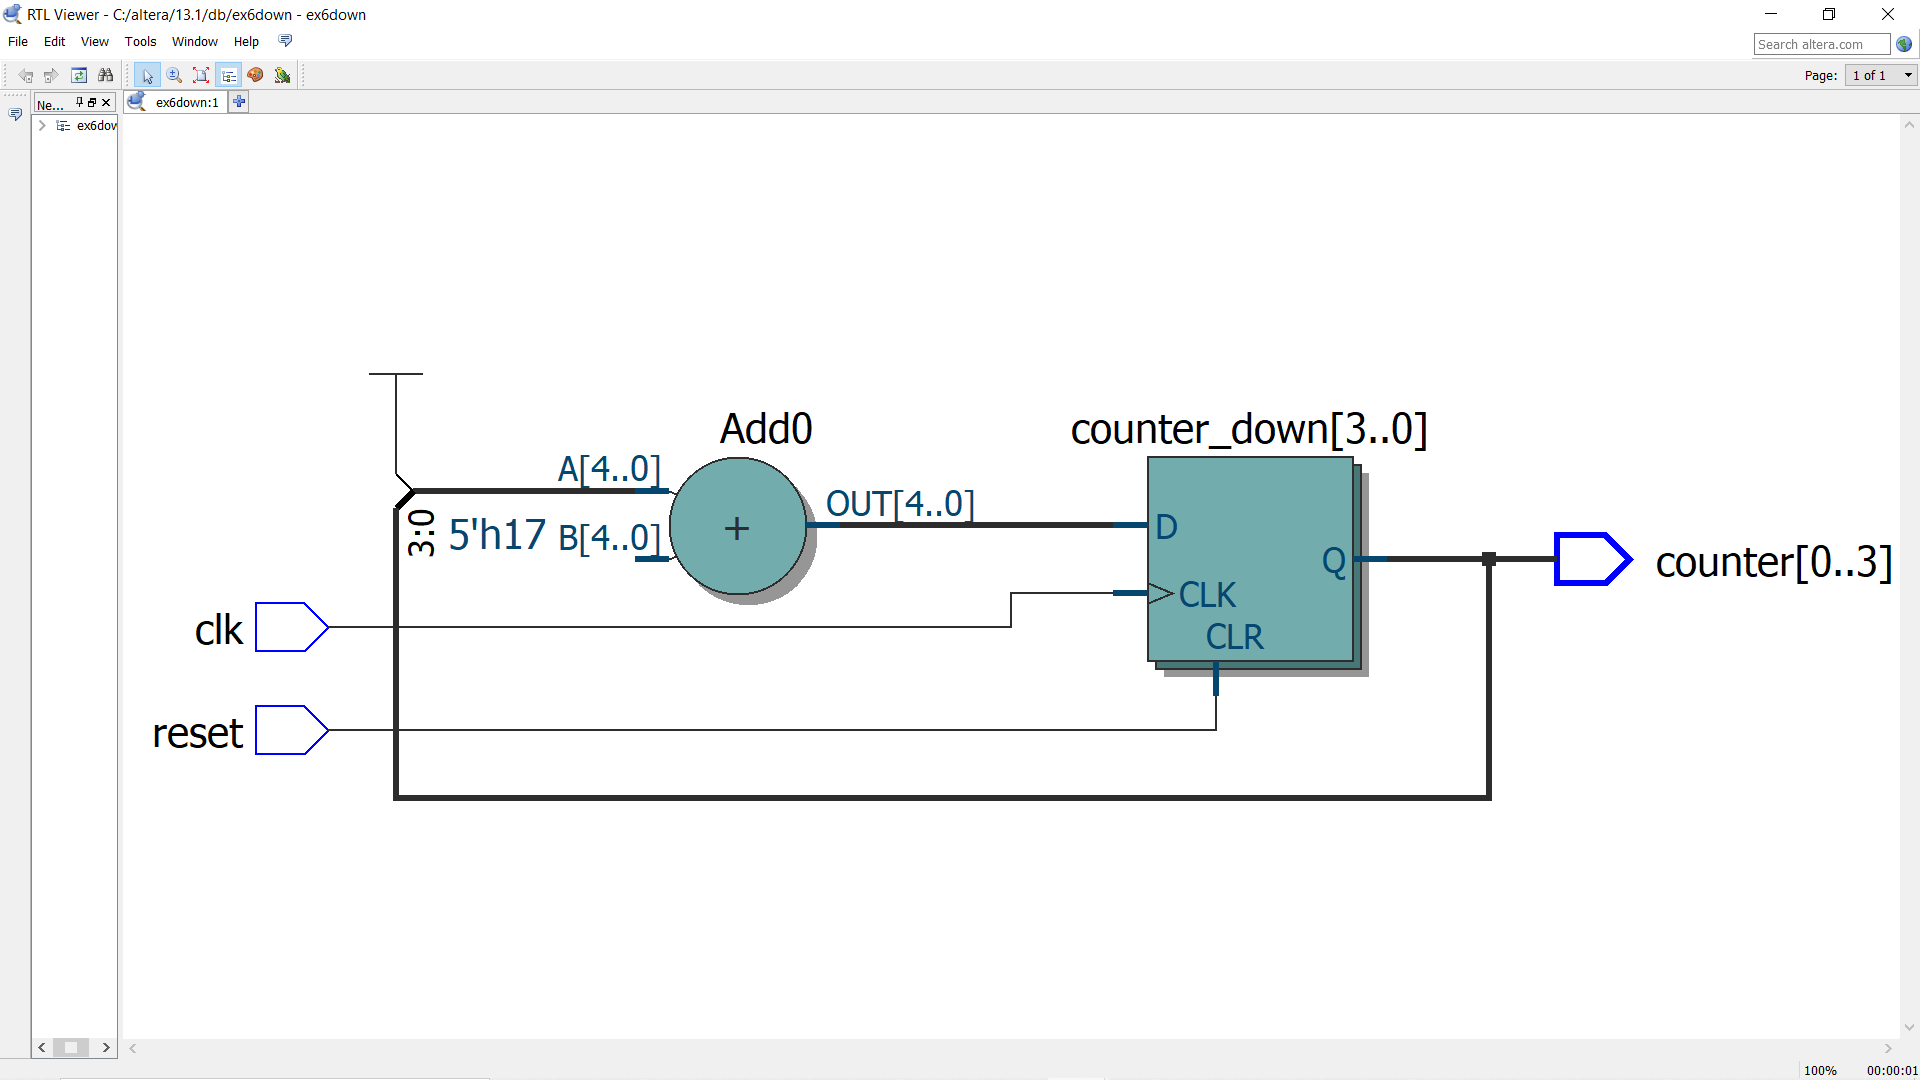 RTL Viewer - C:/altera/13.1/db/ex6down - ex6down
File Edit View Tools Window Help
Search altera.com
Page: 1 of 1
Ne...
ex6down:1
ex6dow
Add0
counter_down[3..0]
A[4..0]
OUT[4..0]
3:0
5'h17 B[4..0]
D
Q
counter[0..3]
CLK
clk
CLR
reset
100% 00:00:01